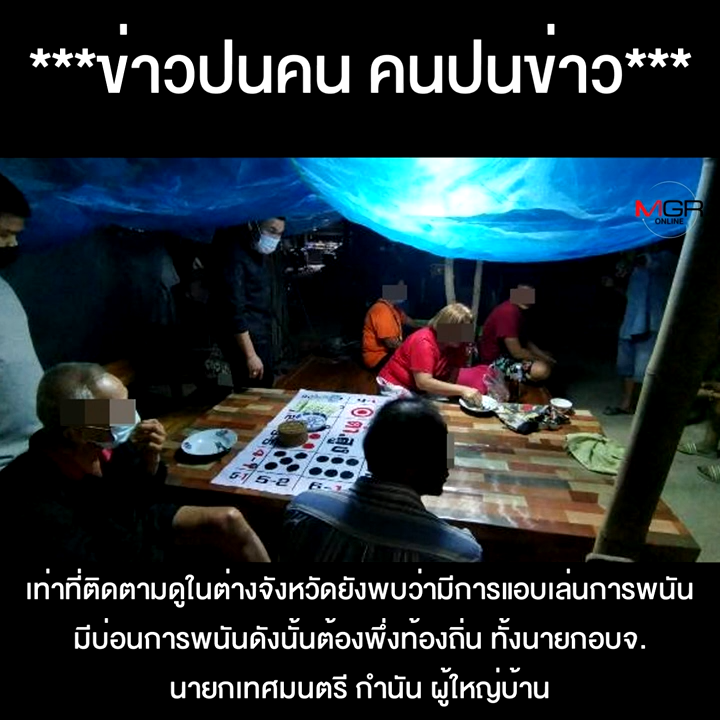 ***ข่าวปนคน คนปนข่าว***
MGR
ONLINE
5-2
6-1
เท่าที่ติดตามดูในต่างจังหวัดยังพบว่ามีการแอบเล่นการพนัน
มีบ่อนการพนันดังนั้นต้องพึ่งท้องถิ่น ทั้งนายกอบจ.
นายกเทศมนตรี กำนัน ผู้ใหญ่บ้าน